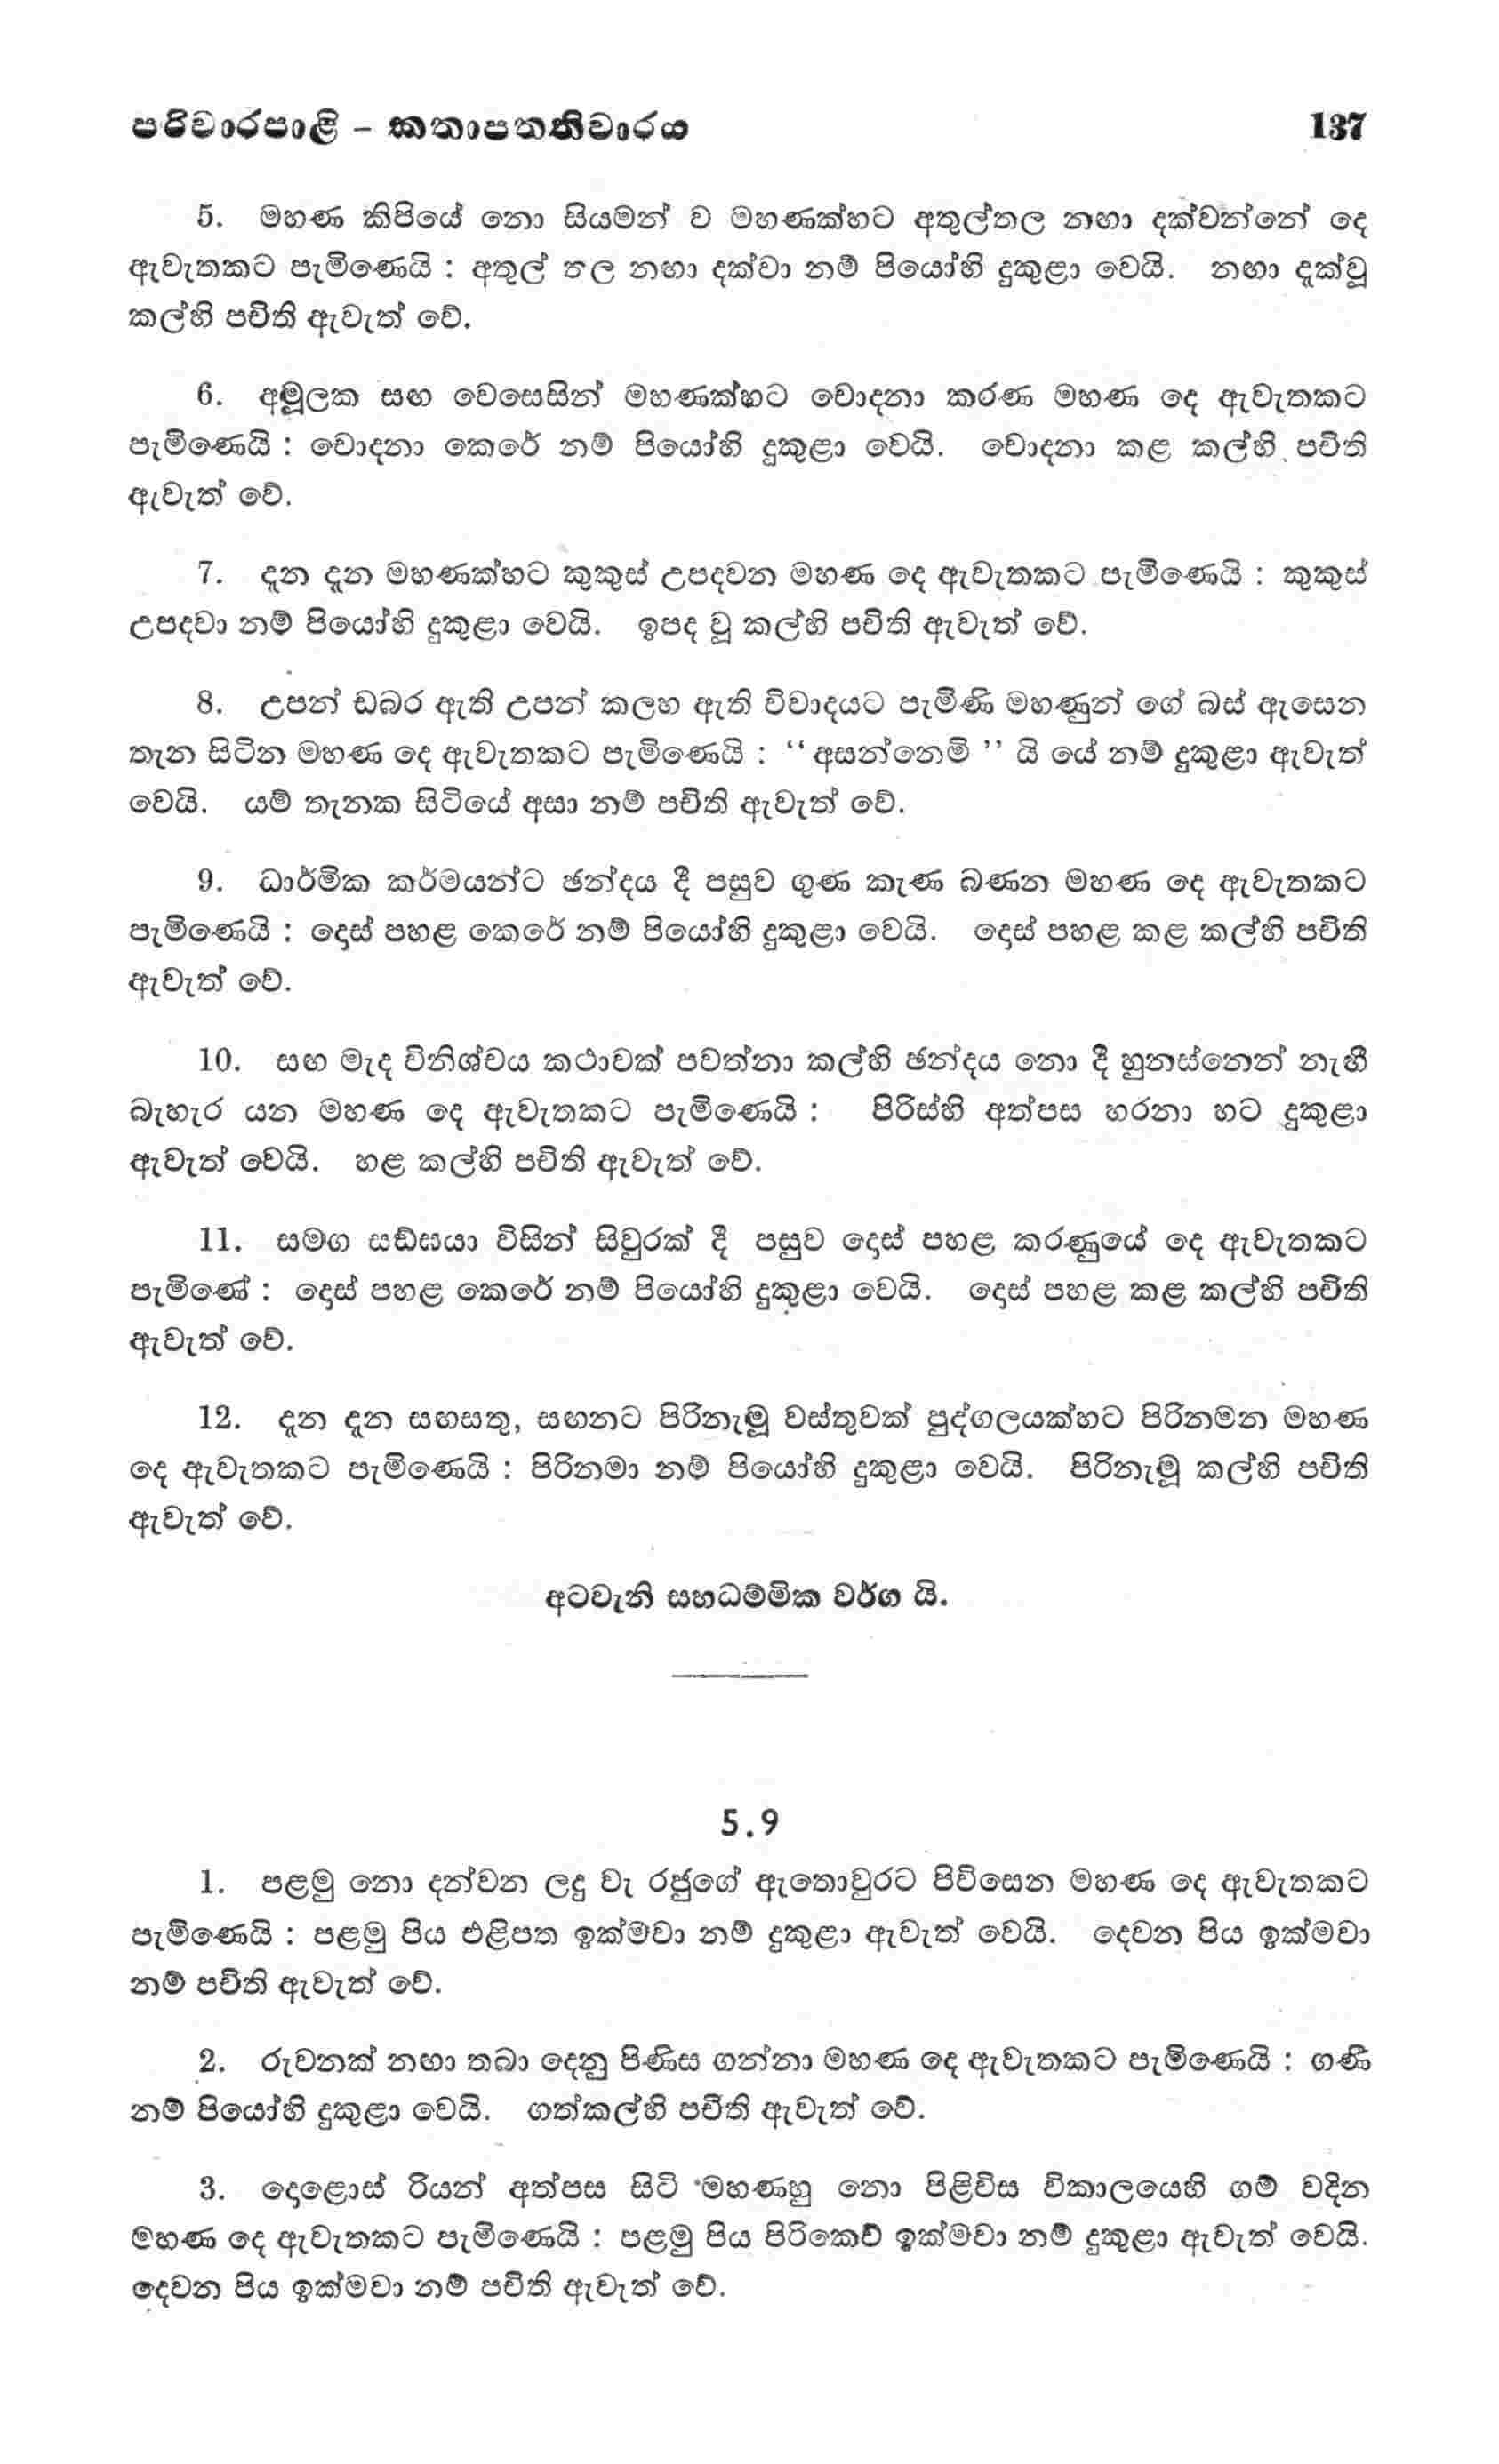 පරිවාරපාළි – කතාපත්තිවාරය 137
5. මහණ කිපියේ නො සියමන් ව මහණක්හට අතුල්තල නඟා දක්වන්නේ දෙ
ඇවැතකට පැමිණෙයි : අතුල් තල නඟා දක්වා නම් පියෝහි දුකුළා වෙයි. නඟා දැක්වූ
කල්හි පචිති ඇවැත් වේ.
6. අමූලක සඟ වෙසෙසින් මහණක්හට චොදනා කරණ මහණ දෙ ඇවැතකට
පැමිණෙයි : චොදනා කෙරේ නම් පියෝහි දුකුළා වෙයි. චොදනා කළ කල්හි පචිති
ඇවැත් වේ.
7. දැන දැන මහණක්හට කුකුස් උපදවන මහණ දෙ ඇවැතකට පැමිණෙයි : කුකුස්
උපදවා නම් පියෝහි දුකුළා වෙයි. ඉපද වූ කල්හි පචිති ඇවැත් වේ.
8. උපන් ඩබර ඇති උපන් කලහ ඇති විවාදයට පැමිණි මහණුන් ගේ බස් ඇසෙන
තැන සිටින මහණ දෙ ඇවැතකට පැමිණෙයි : “ අසන්නෙමි ” යි යේ නම් දුකුළා ඇවැත්
වෙයි. යම් තැනක සිටියේ අසා නම් පචිති ඇවැත් වේ.
9. ධාර්මික කර්මයන්ට ඡන්දය දී පසුව ගුණ කැණ බණන මහණ දෙ ඇවැතකට
පැමිණෙයි : දොස් පහළ කෙරේ නම් පියෝහි දුකුළා වෙයි. දොස් පහළ කළ කල්හි පචිති
ඇවැත් වේ.
10. සඟ මැද විනිශ්චය කථාවක් පවත්නා කල්හි ඡන්දය නො දී හුනස්නෙන් නැඟී
බැහැර යන මහණ දෙ ඇවැතකට පැමිණෙයි : පිරිස්හි අත්පස හරනා හට දුකුළා
ඇවැත් වෙයි. හළ කල්හි පචිති ඇවැත් වේ.
11. සමග සඞ්ඝයා විසින් සිවුරක් දී පසුව දොස් පහළ කරණුයේ දෙ ඇවැතකට
පැමිණේ : දොස් පහළ කෙරේ නම් පියෝහි දුකුළා වෙයි. දොස් පහළ කළ කල්හි පචිති
ඇවැත් වේ.
12. දැන දැන සඟසතු, සඟනට පිරිනැමූ වස්තුවක් පුද්ගලයක්හට පිරිනමන මහණ
දෙ ඇවැතකට පැමිණෙයි : පිරිනමා නම් පියෝහි දුකුළා වෙයි. පිරිනැමූ කල්හි පචිති
ඇවැත් වේ.
අටවැනි සහධම්මික වර්ග යි.
5.9
1. පළමු නො දන්වන ලදු වැ රජුගේ ඇතොවුරට පිවිසෙන මහණ දෙ ඇවැතකට
පැමිණෙයි : පළමු පිය එළිපත ඉක්මවා නම් දුකුළා ඇවැත් වෙයි. දෙවන පිය ඉක්මවා
නම් පචිති ඇවැත් වේ.
2. රුවනක් නඟා තබා දෙනු පිණිස ගන්නා මහණ දෙ ඇවැතකට පැමිණෙයි : ගණී
නම් පියෝහි දුකුළා වෙයි. ගත්කල්හි පචිති ඇවැත් වේ.
3. දොළොස් රියන් අත්පස සිටි මහණහු නො පිළිවිස විකාලයෙහි ගම් වදින
මහණ දෙ ඇවැතකට පැමිණෙයි : පළමු පිය පිරිකෙව් ඉක්මවා නම් දුකුළා ඇවැත් වෙයි.
දෙවන පිය ඉක්මවා නම් පචිති ඇවැත් වේ.